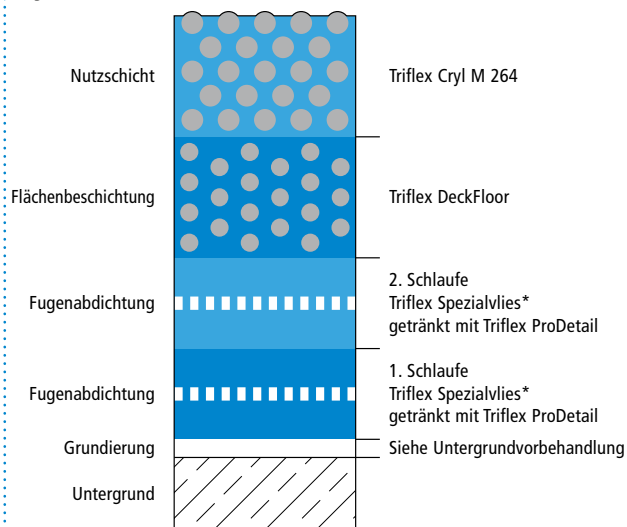 Nutzschicht
Triflex Cryl M 264
Flächenbeschichtung
Triflex DeckFloor
Fugenabdichtung
2. Schlaufe
Triflex Spezialvlies*
getränkt mit Triflex ProDetail
Fugenabdichtung
1. Schlaufe
Triflex Spezialvlies*
getränkt mit Triflex ProDetail
Grundierung
Siehe Untergrundvorbehandlung
Untergrund